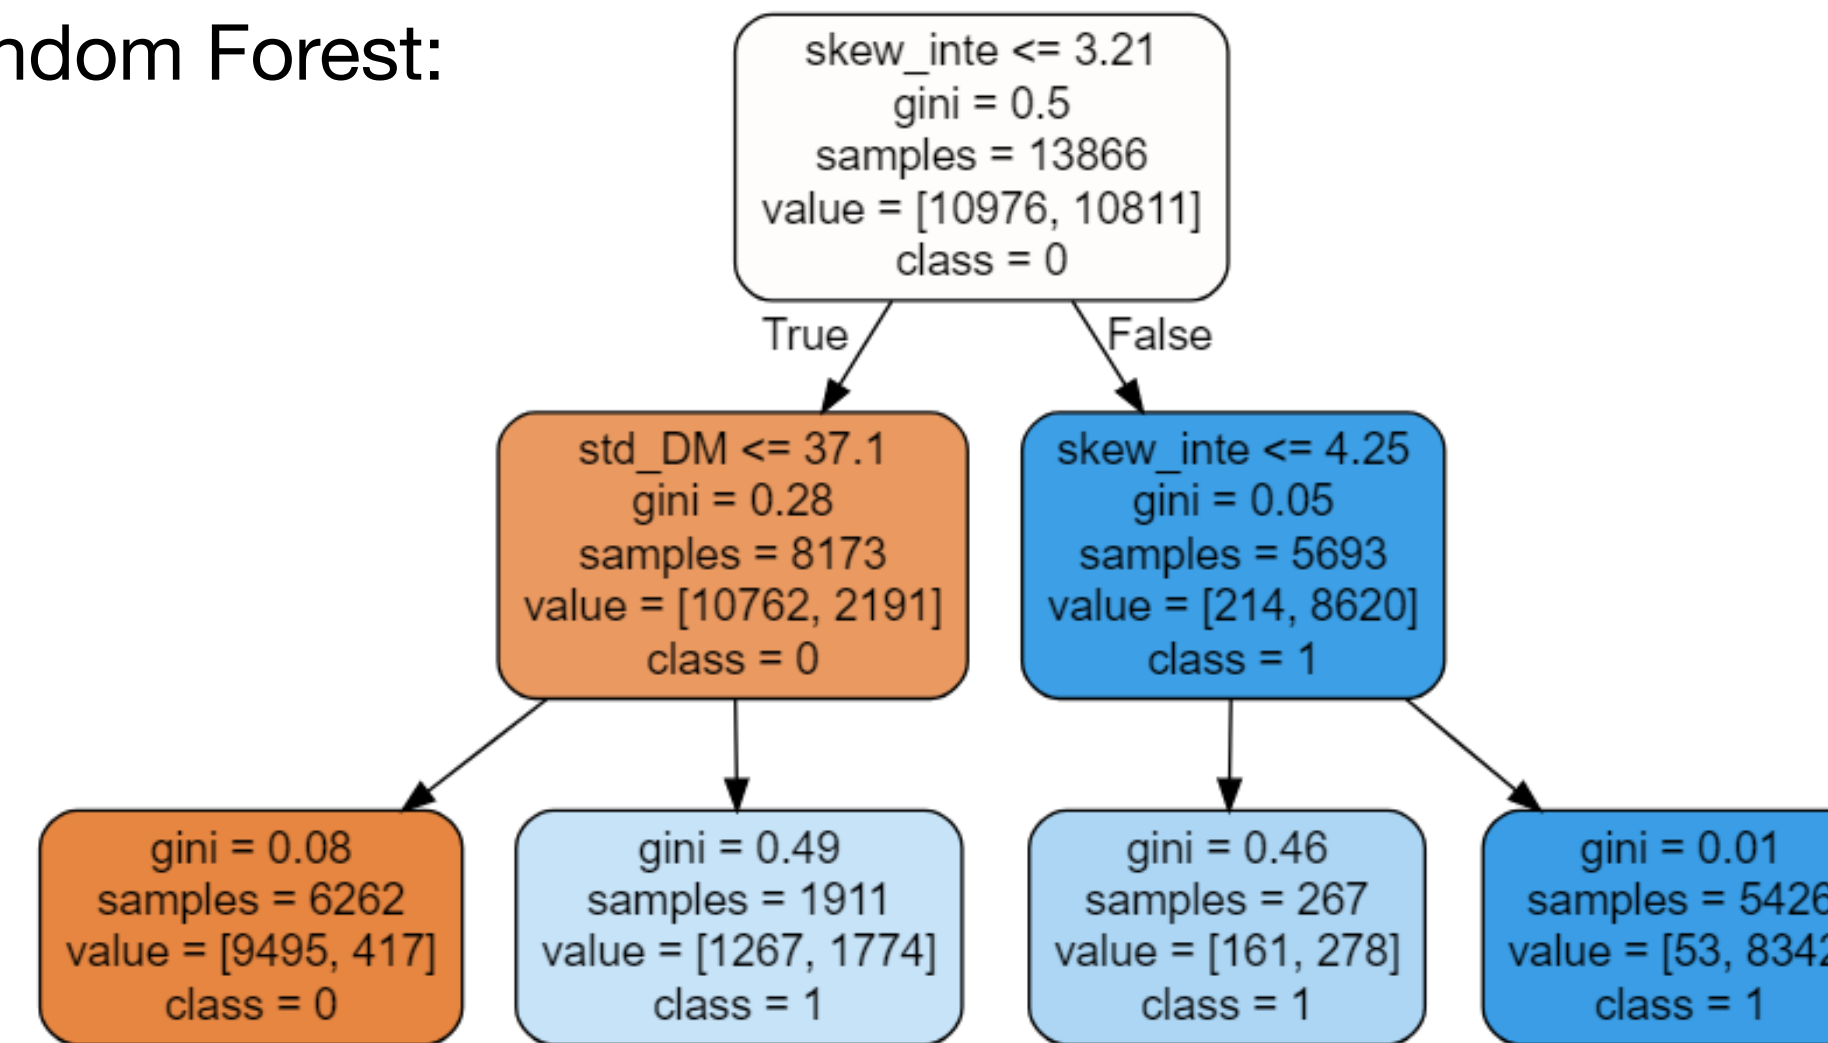 ndom Forest:
skew_inte <= 3.21
gini = 0.5
samples = 13866
value = [10976, 10811]
class = 0
True
False
std_DM <= 37.1
gini = 0.28
samples = 8173
value = [10762, 2191]
class = 0
skew_inte <= 4.25
gini = 0.05
samples = 5693
value = [214, 8620]
class = 1
gini = 0.08
samples = 6262
value = [9495, 417]
class = 0
gini = 0.49
samples = 1911
value = [1267, 1774]
class = 1
gini = 0.46
samples = 267
value = [161, 278]
class = 1
gini = 0.01
samples = 5426
value = [53, 8342
class = 1